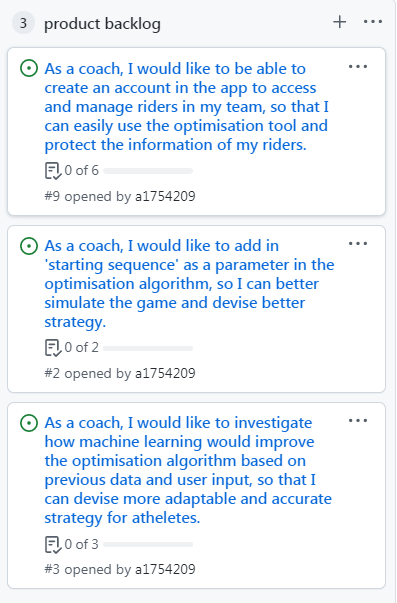 3 product backlog
As a coach, I would like to be able to
create an account in the app to access
and manage riders in my team, so that I
can easily use the optimisation tool and
protect the information of my riders.
0 of 6
#9 opened by a1754209
As a coach, I would like to add in
'starting sequence' as a parameter in the
optimisation algorithm, so I can better
simulate the game and devise better
strategy.
0 of 2
#2 opened by a1754209
As a coach, I would like to investigate
how machine learning would improve
the optimisation algorithm based on
previous data and user input, so that I
can devise more adaptable and accurate
strategy for atheletes.
0 of 3
#3 opened by a1754209